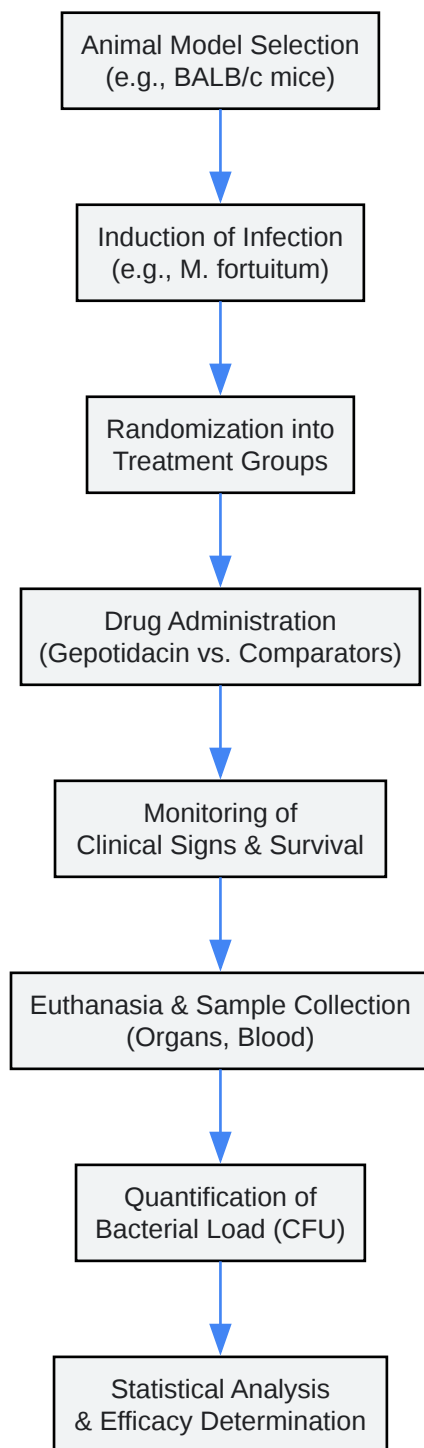 Animal Model Selection
(e.g., BALB/c mice)
Induction of Infection
(e.g., M. fortuitum)
Randomization into
Treatment Groups
Drug Administration
(Gepotidacin vs. Comparators)
Monitoring of
Clinical Signs & Survival
Euthanasia & Sample Collection
(Organs, Blood)
Quantification of
Bacterial Load (CFU)
Statistical Analysis
& Efficacy Determination